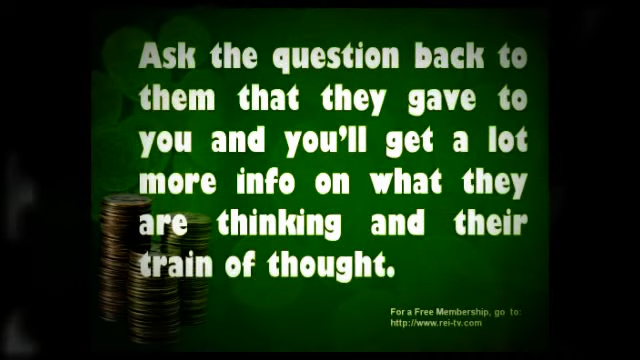 Ask the question back to
them that they gave to
you and you'll get a lot
more info on what they
are thinking and their
train of thought.
For a Free Membership, go to:
http://www.rei-tv.com